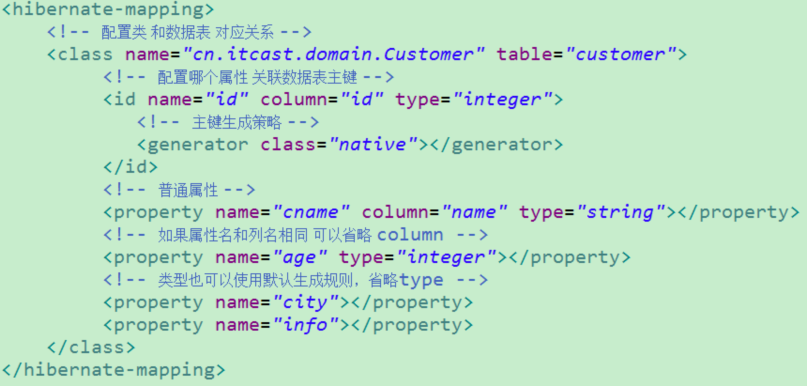 <hibernate-mapping>
<!-- 配置类 和数据表 对应关系 -->
<class name="cn.itcast.domain.Customer" table="customer">
<!-- 配置哪个属性 关联数据表主键 -->
<id name="id" column="id" type="integer">
<!-- 主键生成策略 -->
<generator class="native"></generator>
</id>
<!-- 普通属性 -->
<property name="cname" column="name" type="string"></property>
<!-- 如果属性名和列名相同 可以省略 column -->
<property name="age" type="integer"></property>
<!-- 类型也可以使用默认生成规则，省略type -->
<property name="city"></property>
<property name="info"></property>
</class>
</hibernate-mapping>